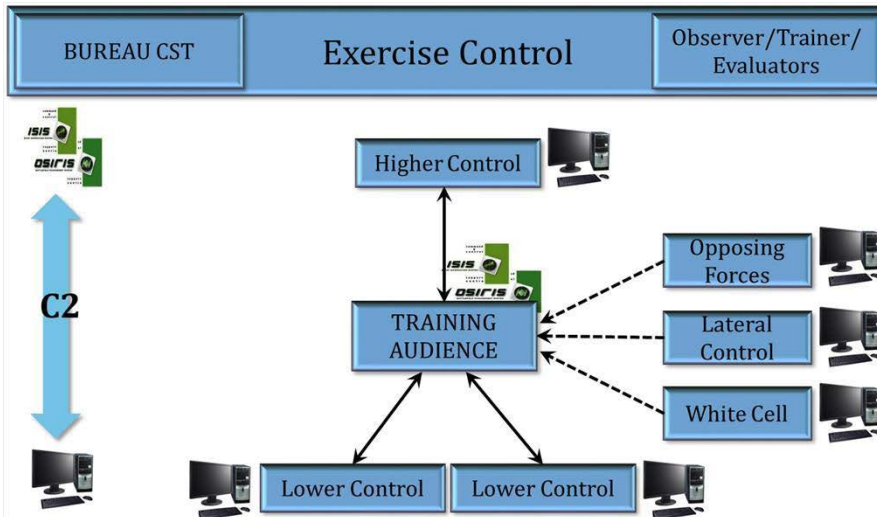 BUREAU CST
Exercise Control
Observer/Trainer/
Evaluators
ISIS
OSIRIS
Higher Control
ISIS
OSIRIS
C2
TRAINING
AUDIENCE
Opposing
Forces
Lateral
Control
White Cell
Lower Control
Lower Control